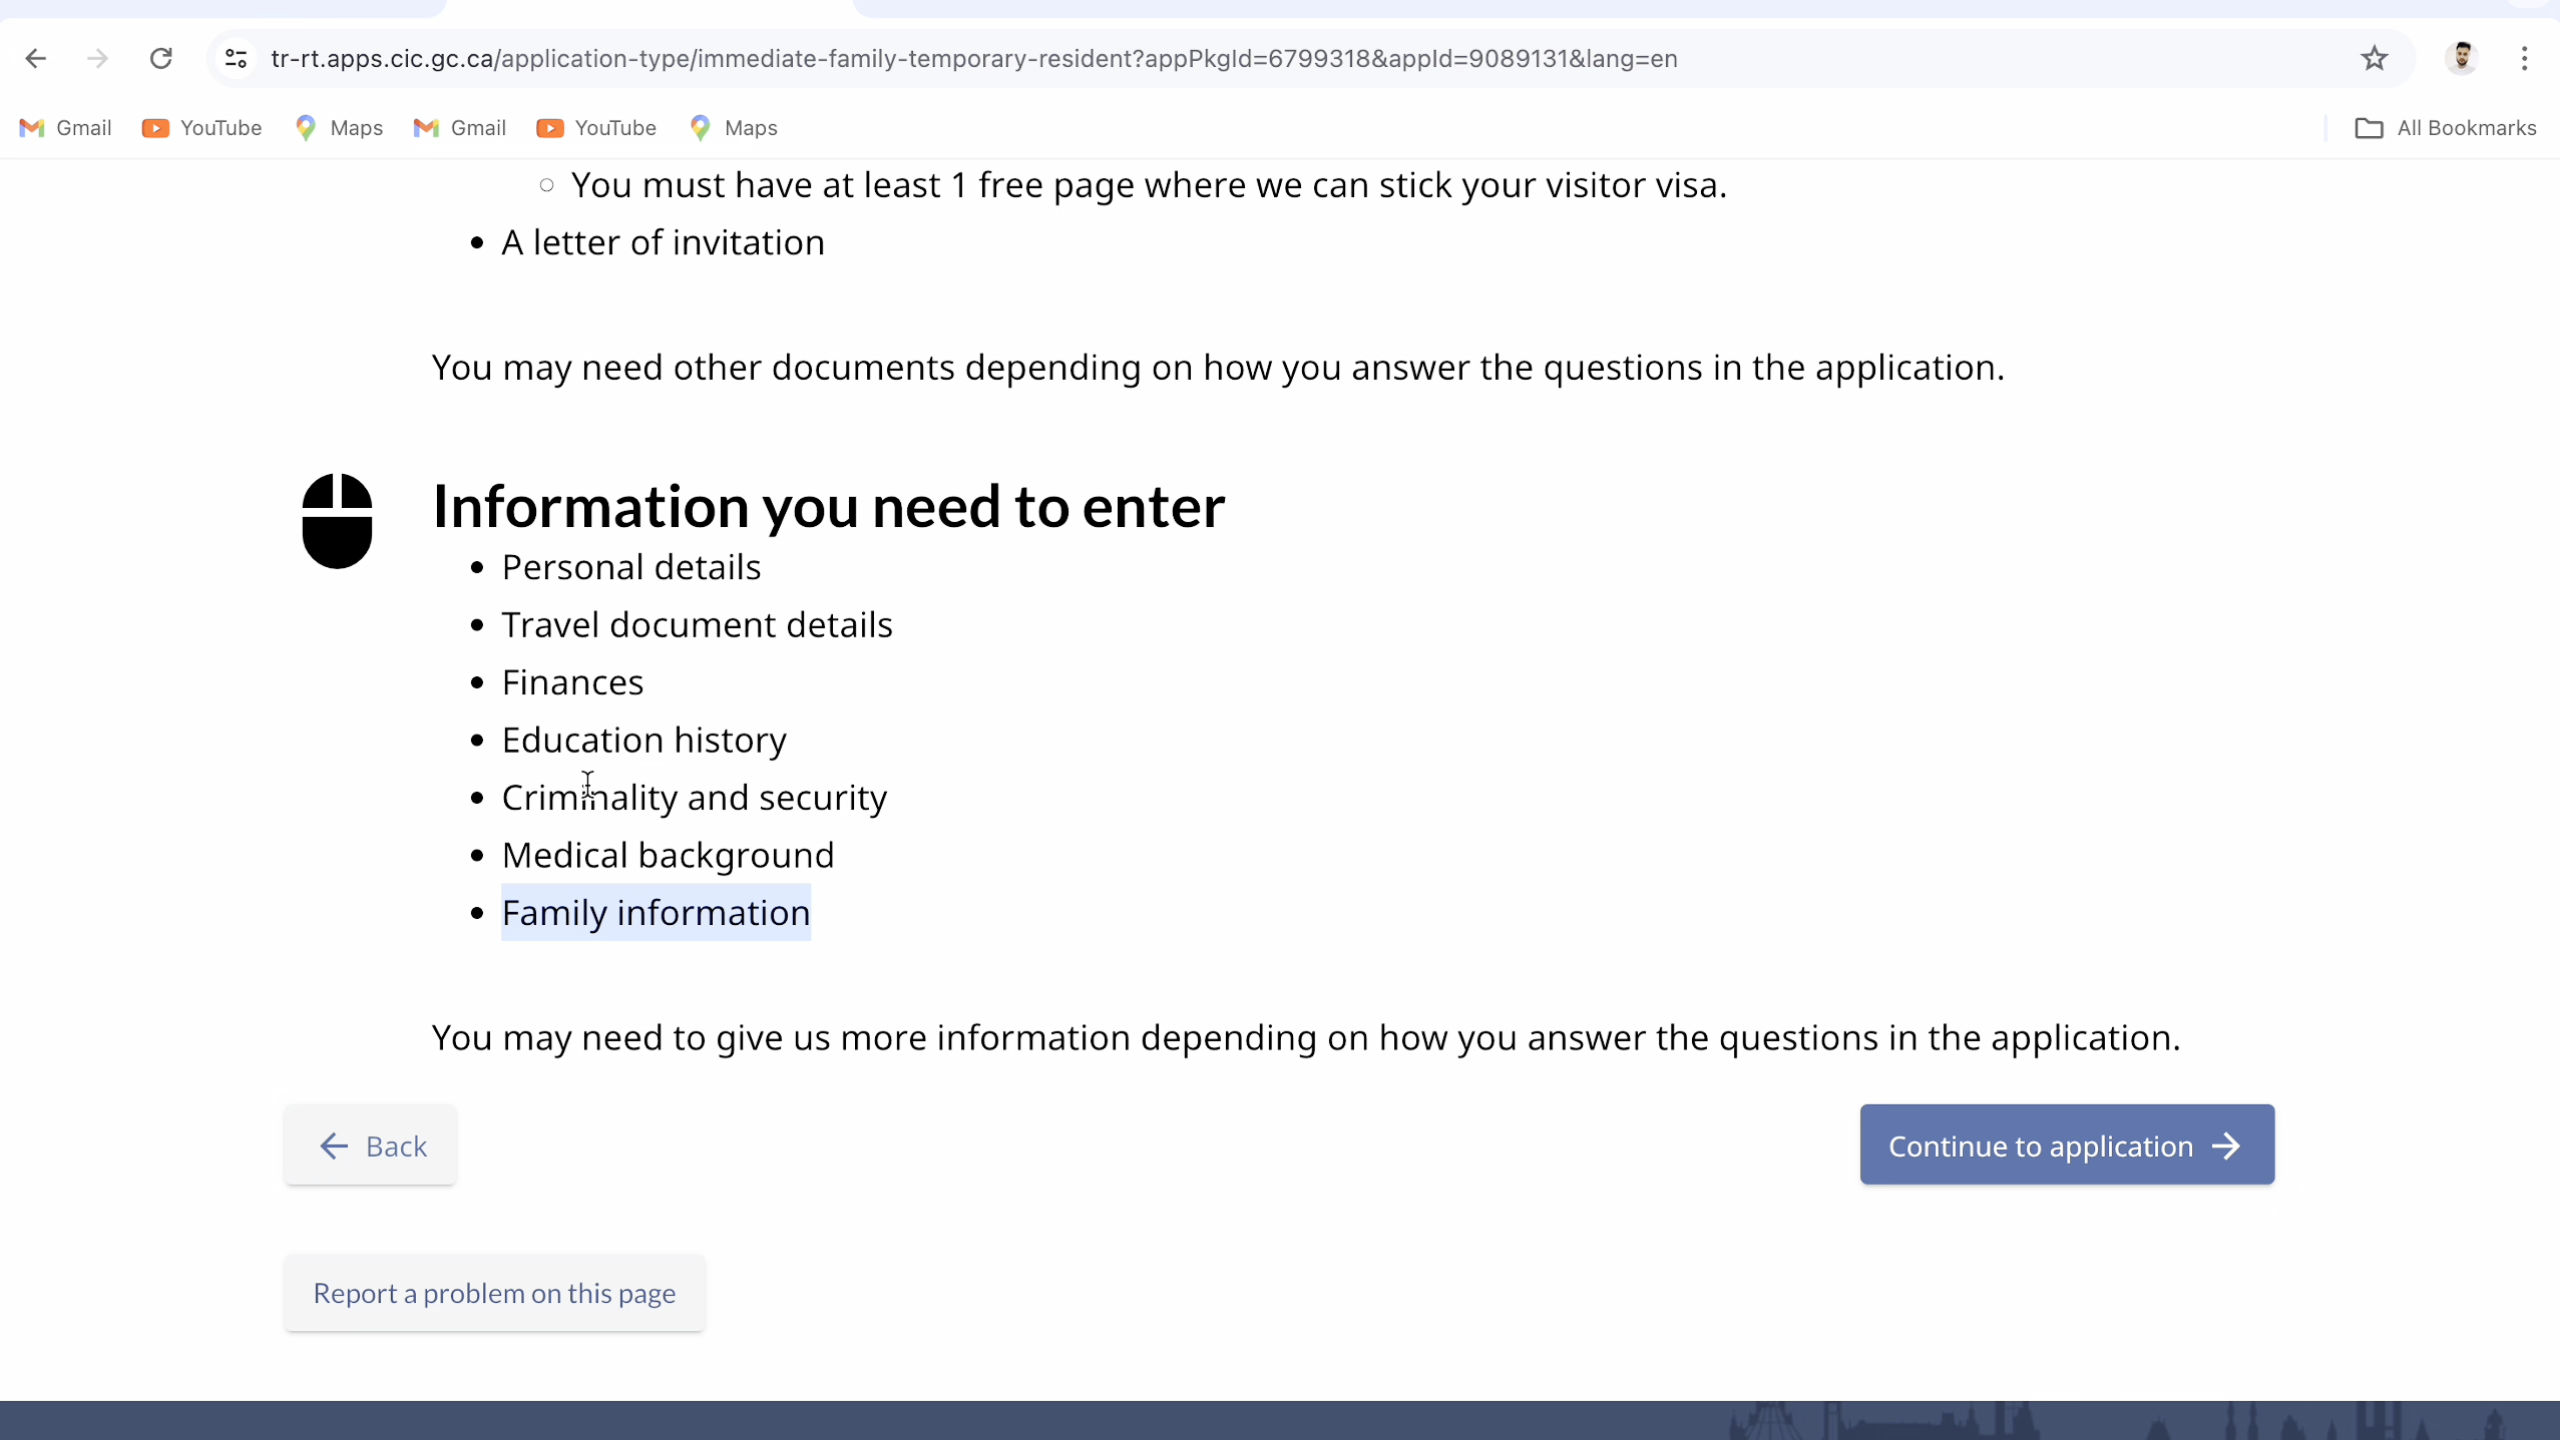 tr-rt.apps.cic.gc.ca/application-type/immediate-family-temporary-resident?appPkgId=6799318&appId=9089131&lang=en
Gmail YouTube Maps Gmail YouTube Maps All Bookmarks
You must have at least 1 free page where we can stick your visitor visa.
A letter of invitation
You may need other documents depending on how you answer the questions in the application.
Information you need to enter
Personal details
Travel document details
Finances
Education history
Criminality and security
Medical background
Family information
You may need to give us more information depending on how you answer the questions in the application.
Back Continue to application
Report a problem on this page